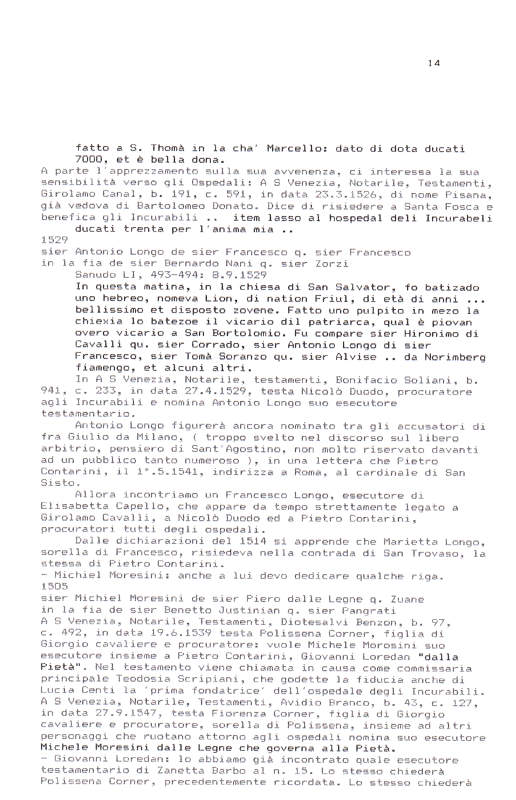 14
fatto a S. Thomà in la cha' Marcello: dato di dota ducati
7000, et è bella dona.
A parte l'apprezzamento sulla sua avvenenza, ci interessa la sua
sensibilità verso gli Ospedali: A S Venezia, Notarile, Testamenti,
Girolamo Canal, b. 191, c. 591, in data 23.3.1526, di nome Pisana,
già vedova di Bartolomeo Donato. Dice di risiedere a Santa Fosca e
benefica gli Incurabili .. item lasso al hospedal deli Incurabeli
ducati trenta per l'anima mia ..
1529
sier Antonio Longo de sier Francesco q. sier Francesco
in la fia de sier Bernardo Nani q. sier Zorzi
Sanudo LI, 493-494: 8.9.1529
In questa matina, in la chiesa di San Salvator, fo batizado
uno hebreo, nomeva Lion, di nation Friul, di età di anni ...
bellissimo et disposto zovene. Fatto uno pulpito in mezo la
chiexia lo batezoe il vicario dil patriarca, qual è piovan
overo vicario a San Bortolomio. Fu compare sier Hironimo di
Cavalli qu. sier Corrado, sier Antonio Longo di sier
Francesco, sier Tomà Soranzo qu. sier Alvise .. da Norimberg
fiamengo, et alcuni altri.
In A S Venezia, Notarile, testamenti, Bonifacio Soliani, b.
941, c. 233, in data 27.4.1529, testa Nicolò Duodo, procuratore
agli Incurabili e nomina Antonio Longo suo esecutore
testamentario.
Antonio Longo figurerà ancora nominato tra gli accusatori di
fra Giulio da Milano, ( troppo svelto nel discorso sul libero
arbitrio, pensiero di Sant'Agostino, non molto riservato davanti
ad un pubblico tanto numeroso ), in una lettera che Pietro
Contarini, il 1°.5.1541, indirizza a Roma, al cardinale di San
Sisto.
Allora incontriamo un Francesco Longo, esecutore di
Elisabetta Capello, che appare da tempo strettamente legato a
Girolamo Cavalli, a Nicolò Duodo ed a Pietro Contarini,
procuratori tutti degli ospedali.
Dalle dichiarazioni del 1514 si apprende che Marietta Longo,
sorella di Francesco, risiedeva nella contrada di San Trovaso, la
stessa di Pietro Contarini.
- Michiel Moresini: anche a lui devo dedicare qualche riga.
1505
sier Michiel Moresini de sier Piero dalle Legne q. Zuane
in la fia de sier Benetto Justinian q. sier Pangrati
A S Venezia, Notarile, Testamenti, Diotesalvi Benzon, b. 97,
c. 492, in data 19.6.1539 testa Polissena Corner, figlia di
Giorgio cavaliere e procuratore: vuole Michele Morosini suo
esecutore insieme a Pietro Contarini, Giovanni Loredan "dalla
Pietà". Nel testamento viene chiamata in causa come commissaria
principale Teodosia Scripiani, che godette la fiducia anche di
Lucia Centi la 'prima fondatrice' dell'ospedale degli Incurabili.
A S Venezia, Notarile, Testamenti, Avidio Branco, b. 43, c. 127,
in data 27.9.1547, testa Fiorenza Corner, figlia di Giorgio
cavaliere e procuratore, sorella di Polissena, insieme ad altri
personaggi che ruotano attorno agli ospedali nomina suo esecutore
Michele Moresini dalle Legne che governa alla Pietà.
- Giovanni Loredan: lo abbiamo già incontrato quale esecutore
testamentario di Zanetta Barbo al n. 15. Lo stesso chiederà
Polissena Corner, precedentemente ricordata. Lo stesso chiederà